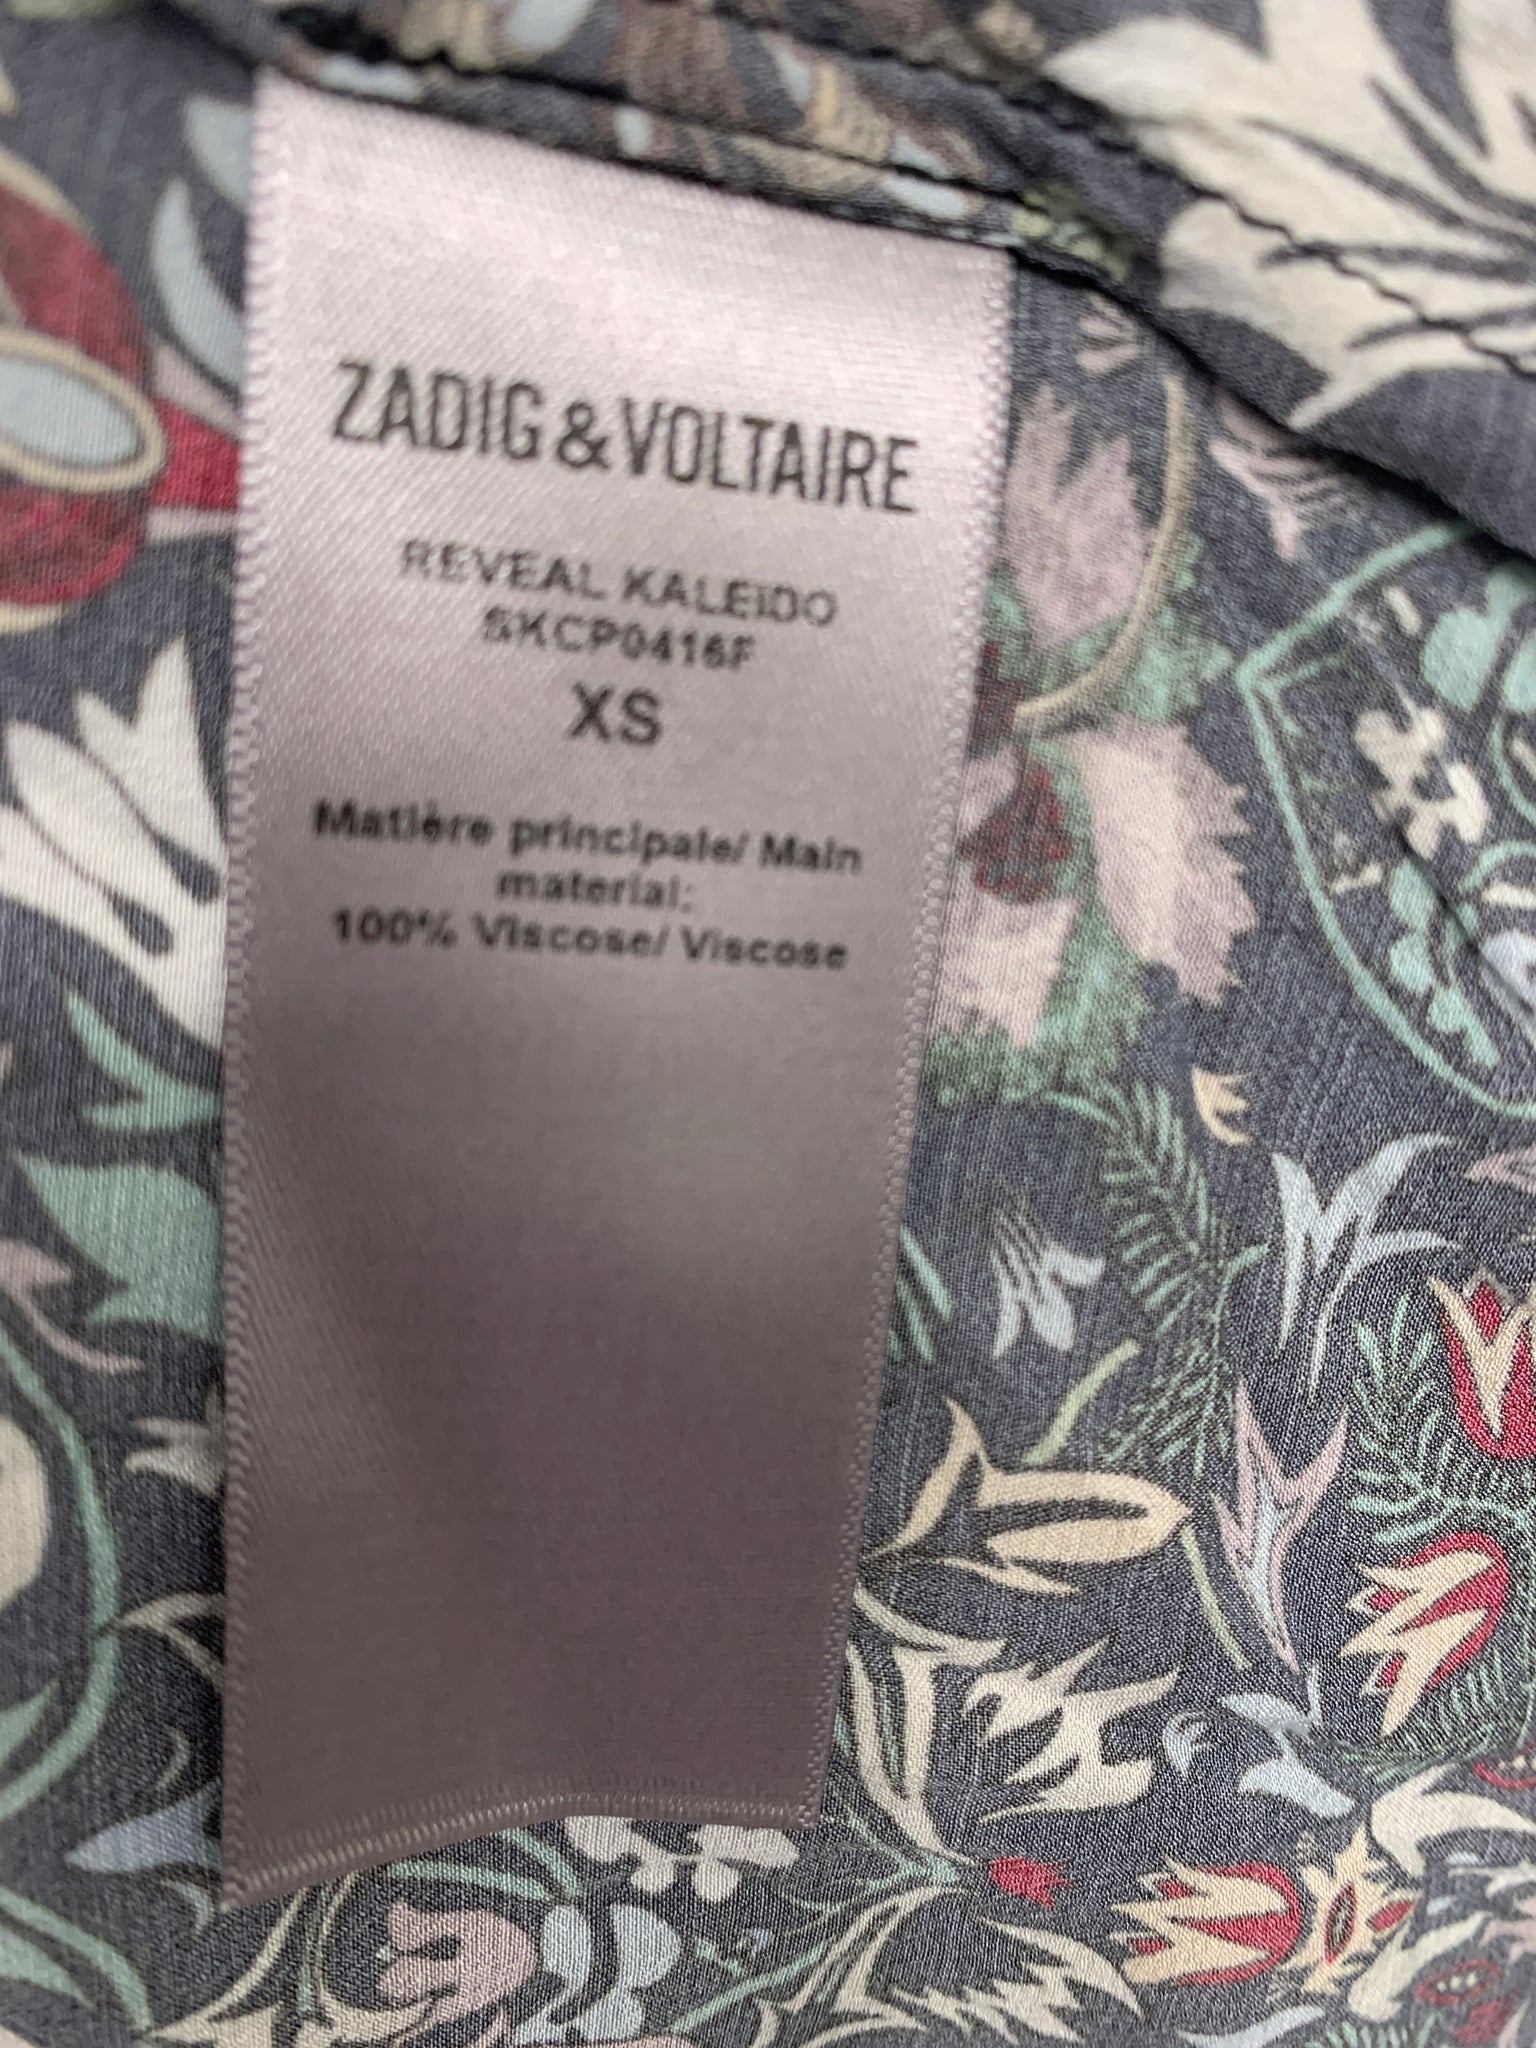 ZADIG & VOLTAIRE
REVEAL KALEIDO
SKCP0416F
XS
Matière principale/ Main
material:
100% Viscose/ Viscose